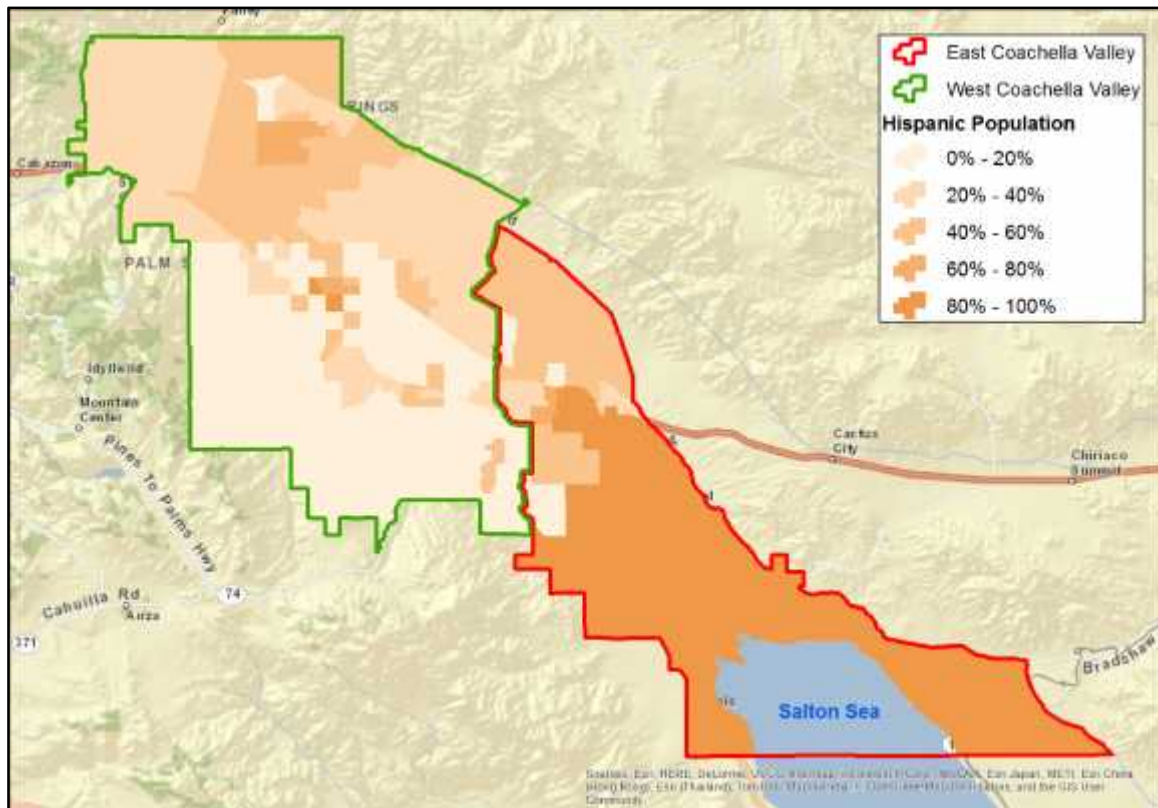 East Coachella Valley
West Coachella Valley
Hispanic Population
0% - 20%
20% - 40%
40% - 60%
60% - 80%
80% - 100%
RINGS
Cabazon
PALM S
Idyllwild
Mountain
Center
Pines To Palms Hwy
Cactus
City
Chiriaco
Summit
Cahuilla Rd
Anza
74
371
Bradshaw
Salton Sea
Community